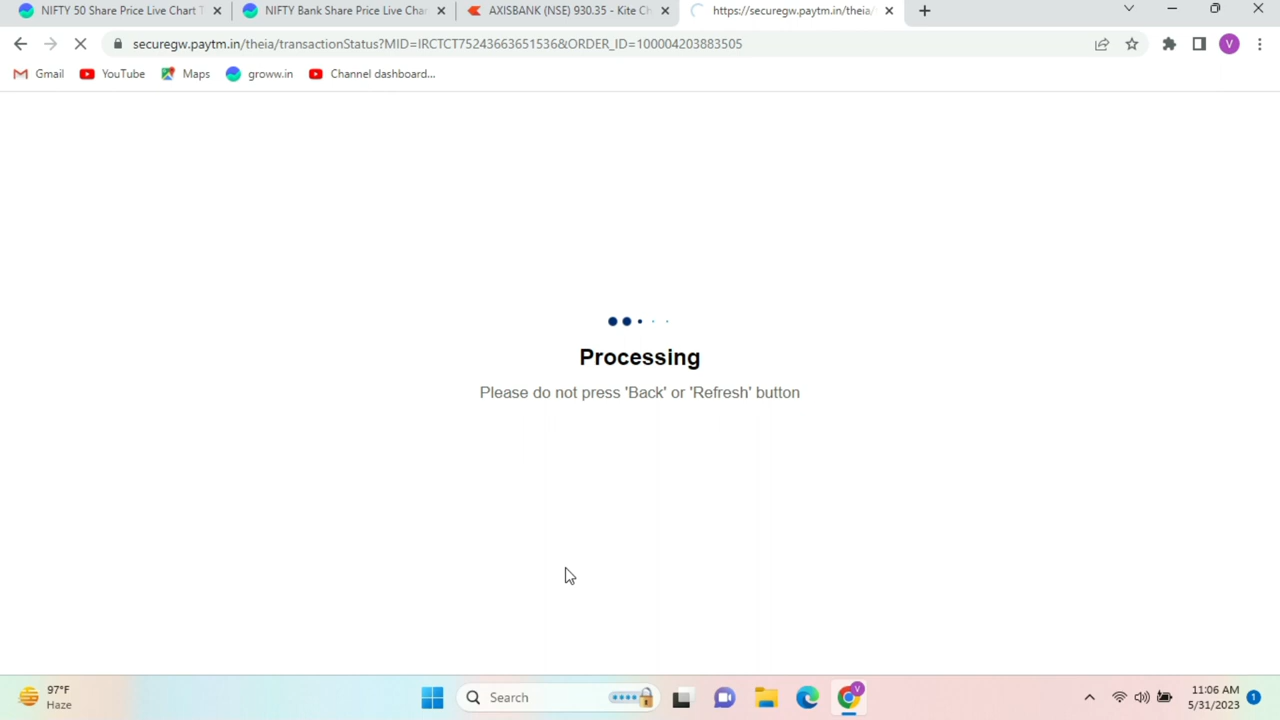 NIFTY 50 Share Price Live Chart T
NIFTY Bank Share Price Live Cha
AXISBANK (NSE) 930.35 - Kite Ch
https://securegw.paytm.in/theia/
securegw.paytm.in/theia/transactionStatus?MID=IRCTCT75243663651536&ORDER_ID=100004203883505
V
Gmail
YouTube
Maps
groww.in
Channel dashboard...
Processing
Please do not press 'Back' or 'Refresh' button
97°F
Haze
Search
V
11:06 AM
5/31/2023
1